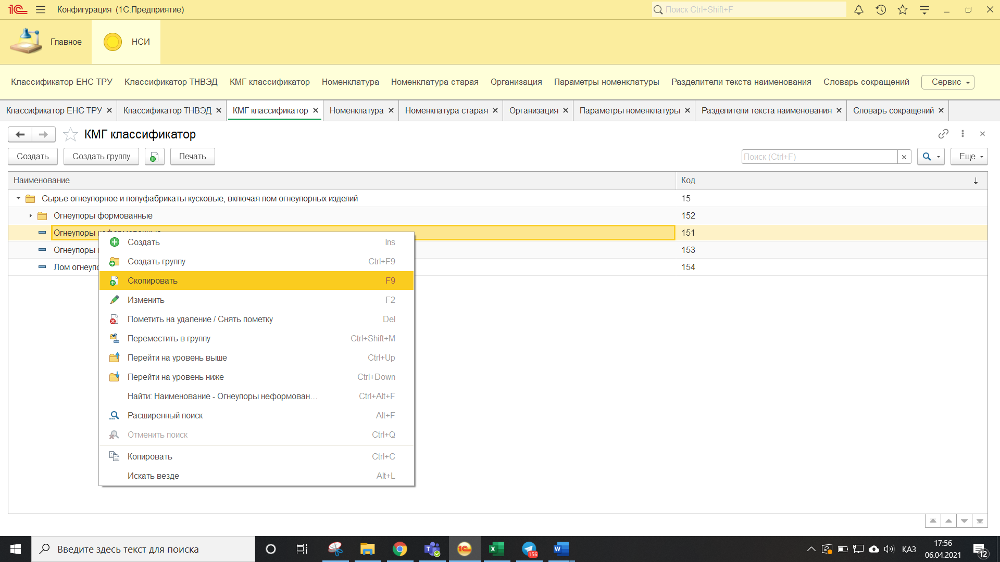 1С Конфигурация (1С:Предприятие) Поиск Ctrl+Shift+F
Главное НСИ
Классификатор ЕНС ТРУ Классификатор ТНВЭД КМГ классификатор Номенклатура Номенклатура старая Организация Параметры номенклатуры Разделители текста наименования Словарь сокращений Сервис
Классификатор ЕНС ТРУ Классификатор ТНВЭД КМГ классификатор Номенклатура Номенклатура старая Организация Параметры номенклатуры Разделители текста наименования Словарь сокращений
КМГ классификатор
Создать Создать группу Печать Поиск (Ctrl+F) Еще
Наименование Код
Сырье огнеупорное и полуфабрикаты кусковые, включая лом огнеупорных изделий 15
Огнеупоры формованные 152
Огнеупоры 151
Огнеупоры 153
Лом огнеупо 154
Создать Ins
Создать группу Ctrl+F9
Скопировать F9
Изменить F2
Пометить на удаление / Снять пометку Del
Переместить в группу Ctrl+Shift+M
Перейти на уровень выше Ctrl+Up
Перейти на уровень ниже Ctrl+Down
Найти: Наименование - Огнеупоры неформован... Ctrl+Alt+F
Расширенный поиск Alt+F
Отменить поиск Ctrl+Q
Копировать Ctrl+C
Искать везде Alt+L
Введите здесь текст для поиска 1С 156 ҚАЗ 17:56
06.04.2021 12